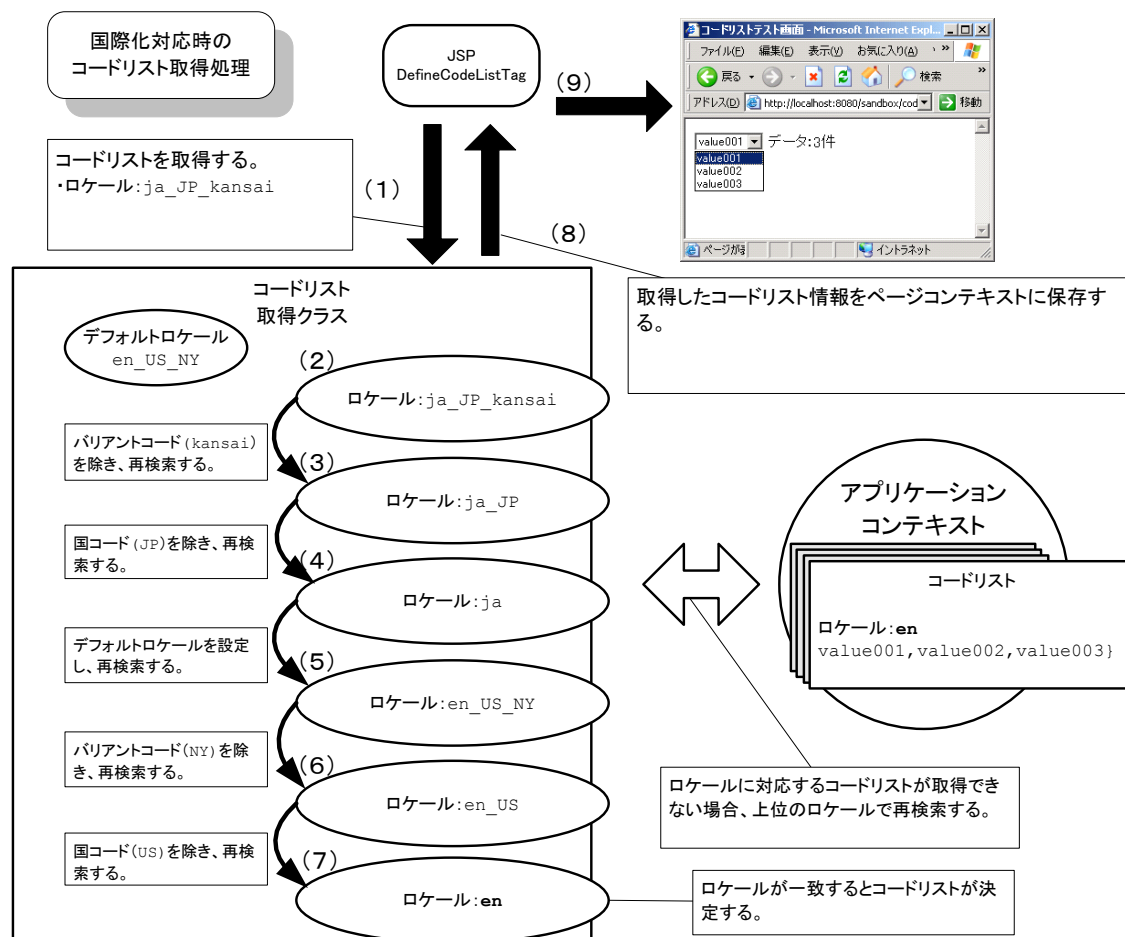 国際化対応時の
コードリスト取得処理
JSP
DefineCodeListTag
(9)
コードリストテスト画面 - Microsoft Internet Expl...
ファイル(F) 編集(E) 表示(V) お気に入り(A) »
戻る 検索 »
アドレス(D) http://localhost:8080/sandbox/cod 移動
value001 データ:3件
value001
value002
value003
イントラネット
コードリストを取得する。
・ロケール:ja_JP_kansai
(1)
(8)
取得したコードリスト情報をページコンテキストに保存す
る。
コードリスト
取得クラス
デフォルトロケール
en_US_NY
(2)
ロケール:ja_JP_kansai
バリアントコード(kansai)
を除き、再検索する。
(3)
ロケール:ja_JP
国コード(JP)を除き、再検
索する。
(4)
ロケール:ja
デフォルトロケールを設定
し、再検索する。
(5)
ロケール:en_US_NY
バリアントコード(NY)を除
き、再検索する。
(6)
ロケール:en_US
国コード(US)を除き、再検
索する。
(7)
ロケール:en
アプリケーション
コンテキスト
コードリスト
ロケール:en
value001,value002,value003}
ロケールに対応するコードリストが取得でき
ない場合、上位のロケールで再検索する。
ロケールが一致するとコードリストが決
定する。